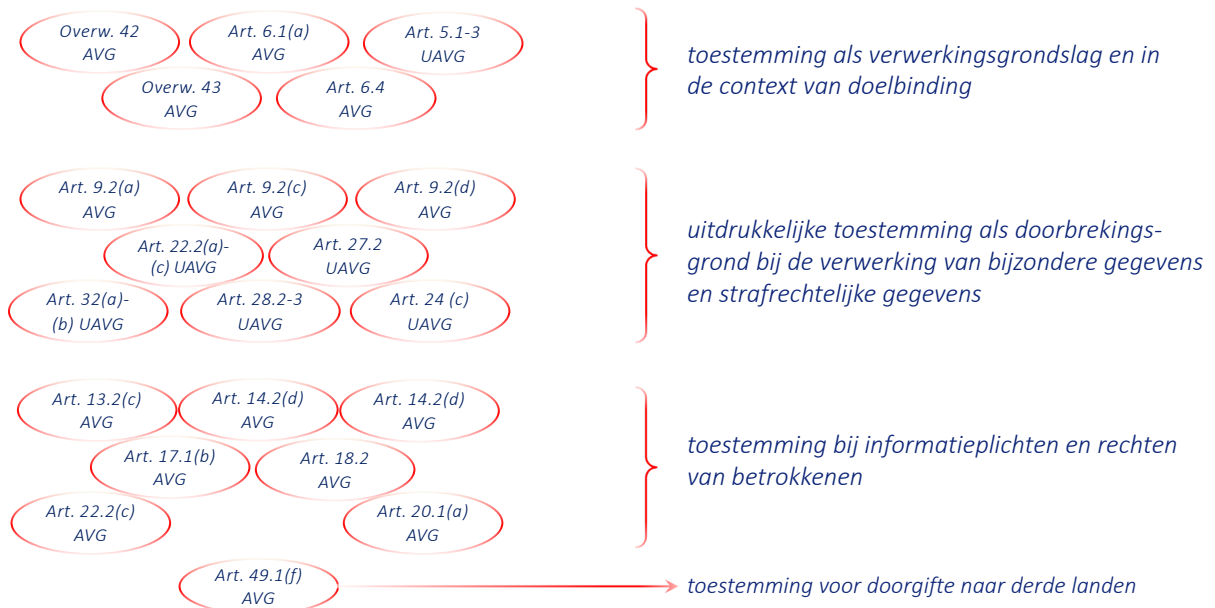 Overw. 42
AVG
Art. 6.1(a)
AVG
Art. 5.1-3
UAVG
Overw. 43
AVG
Art. 6.4
AVG
toestemming als verwerkingsgrondslag en in
de context van doelbinding
Art. 9.2(a)
AVG
Art. 9.2(c)
AVG
Art. 9.2(d)
AVG
Art. 22.2(a)-
(c) UAVG
Art. 27.2
UAVG
Art. 32(a)-
(b) UAVG
Art. 28.2-3
UAVG
Art. 24 (c)
UAVG
uitdrukkelijke toestemming als doorbrekings-
grond bij de verwerking van bijzondere gegevens
en strafrechtelijke gegevens
Art. 13.2(c)
AVG
Art. 14.2(d)
AVG
Art. 14.2(d)
AVG
Art. 17.1(b)
AVG
Art. 18.2
AVG
Art. 22.2(c)
AVG
Art. 20.1(a)
AVG
toestemming bij informatieplichten en rechten
van betrokkenen
Art. 49.1(f)
AVG
toestemming voor doorgifte naar derde landen